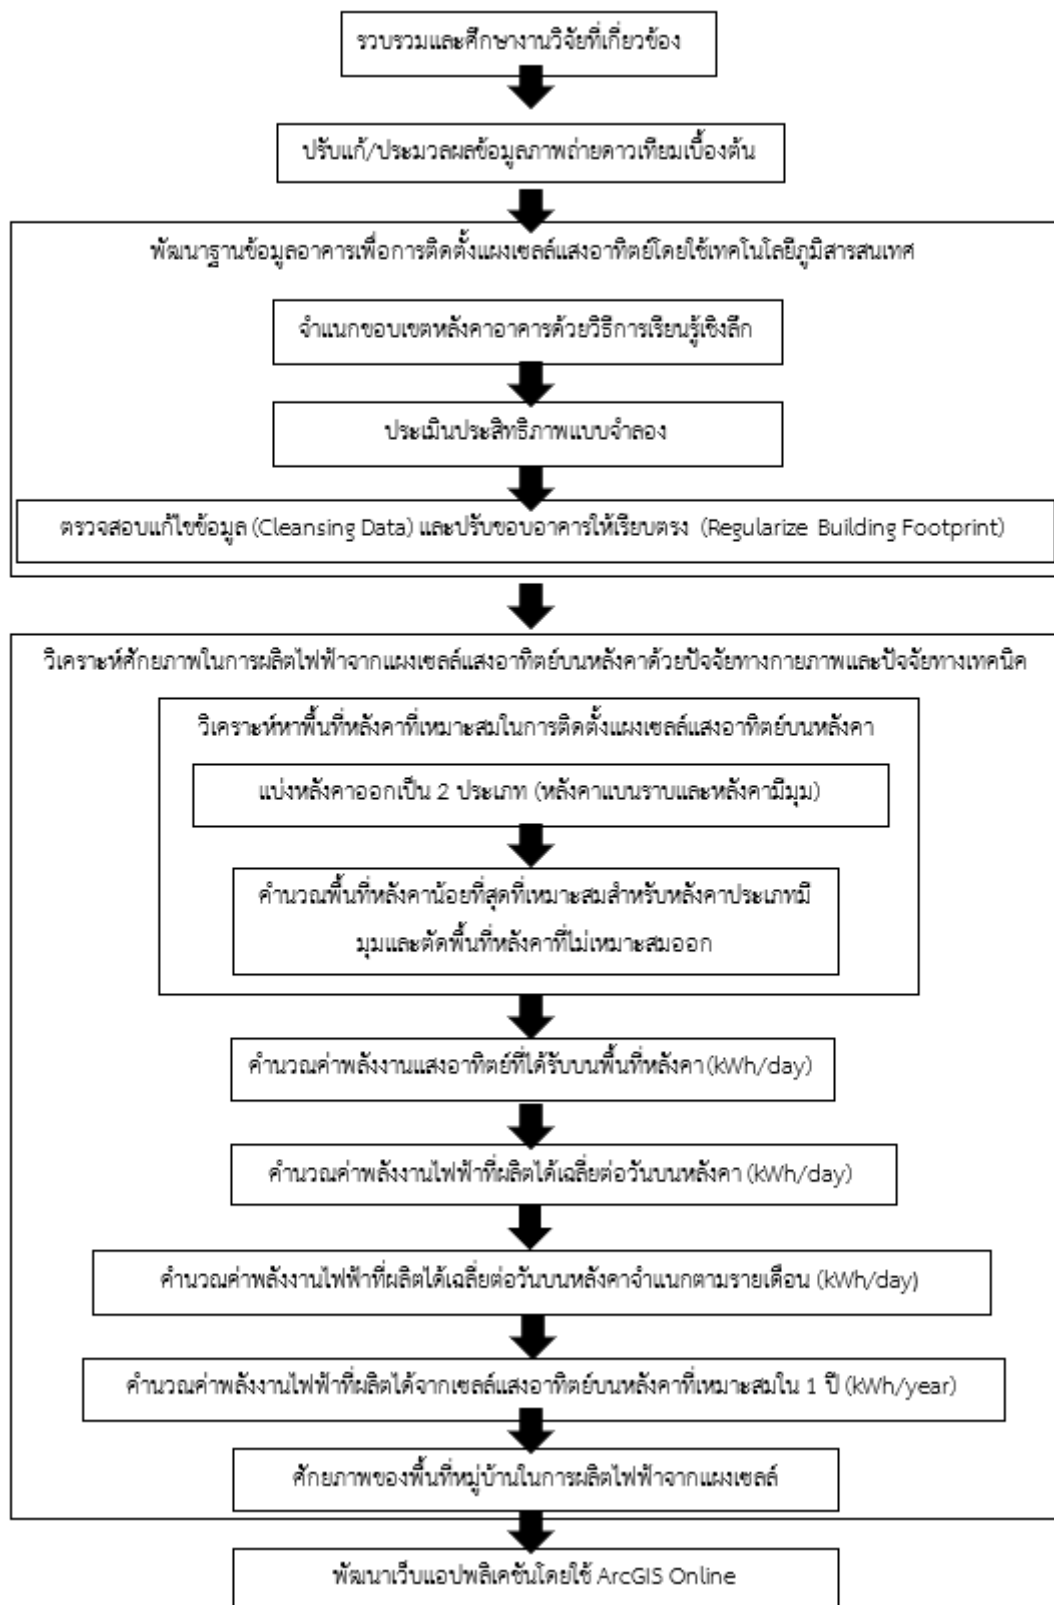 รวบรวมและศึกษางานวิจัยที่เกี่ยวข้อง
ปรับแก้/ประมวลผลข้อมูลภาพถ่ายดาวเทียมเบื้องต้น
พัฒนาฐานข้อมูลอาคารเพื่อการติดตั้งแผงเซลล์แสงอาทิตย์โดยใช้เทคโนโลยีภูมิสารสนเทศ
จำแนกขอบเขตหลังคาอาคารด้วยวิธีการเรียนรู้เชิงลึก
ประเมินประสิทธิภาพแบบจำลอง
ตรวจสอบแก้ไขข้อมูล (Cleansing Data) และปรับขอบอาคารให้เรียบตรง (Regularize Building Footprint)
วิเคราะห์ศักยภาพในการผลิตไฟฟ้าจากแผงเซลล์แสงอาทิตย์บนหลังคาด้วยปัจจัยทางกายภาพและปัจจัยทางเทคนิค
วิเคราะห์หาพื้นที่หลังคาที่เหมาะสมในการติดตั้งแผงเซลล์แสงอาทิตย์บนหลังคา
แบ่งหลังคาออกเป็น 2 ประเภท (หลังคาแบนราบและหลังคามีมุม)
คำนวณพื้นที่หลังคาน้อยที่สุดที่เหมาะสมสำหรับหลังคาประเภทมี
มุมและตัดพื้นที่หลังคาที่ไม่เหมาะสมออก
คำนวณค่าพลังงานแสงอาทิตย์ที่ได้รับบนพื้นที่หลังคา (kWh/day)
คำนวณค่าพลังงานไฟฟ้าที่ผลิตได้เฉลี่ยต่อวันบนหลังคา (kWh/day)
คำนวณค่าพลังงานไฟฟ้าที่ผลิตได้เฉลี่ยต่อวันบนหลังคาจำแนกตามรายเดือน (kWh/day)
คำนวณค่าพลังงานไฟฟ้าที่ผลิตได้จากเซลล์แสงอาทิตย์บนหลังคาที่เหมาะสมใน 1 ปี (kWh/year)
ศักยภาพของพื้นที่หมู่บ้านในการผลิตไฟฟ้าจากแผงเซลล์
พัฒนาเว็บแอปพลิเคชันโดยใช้ ArcGIS Online